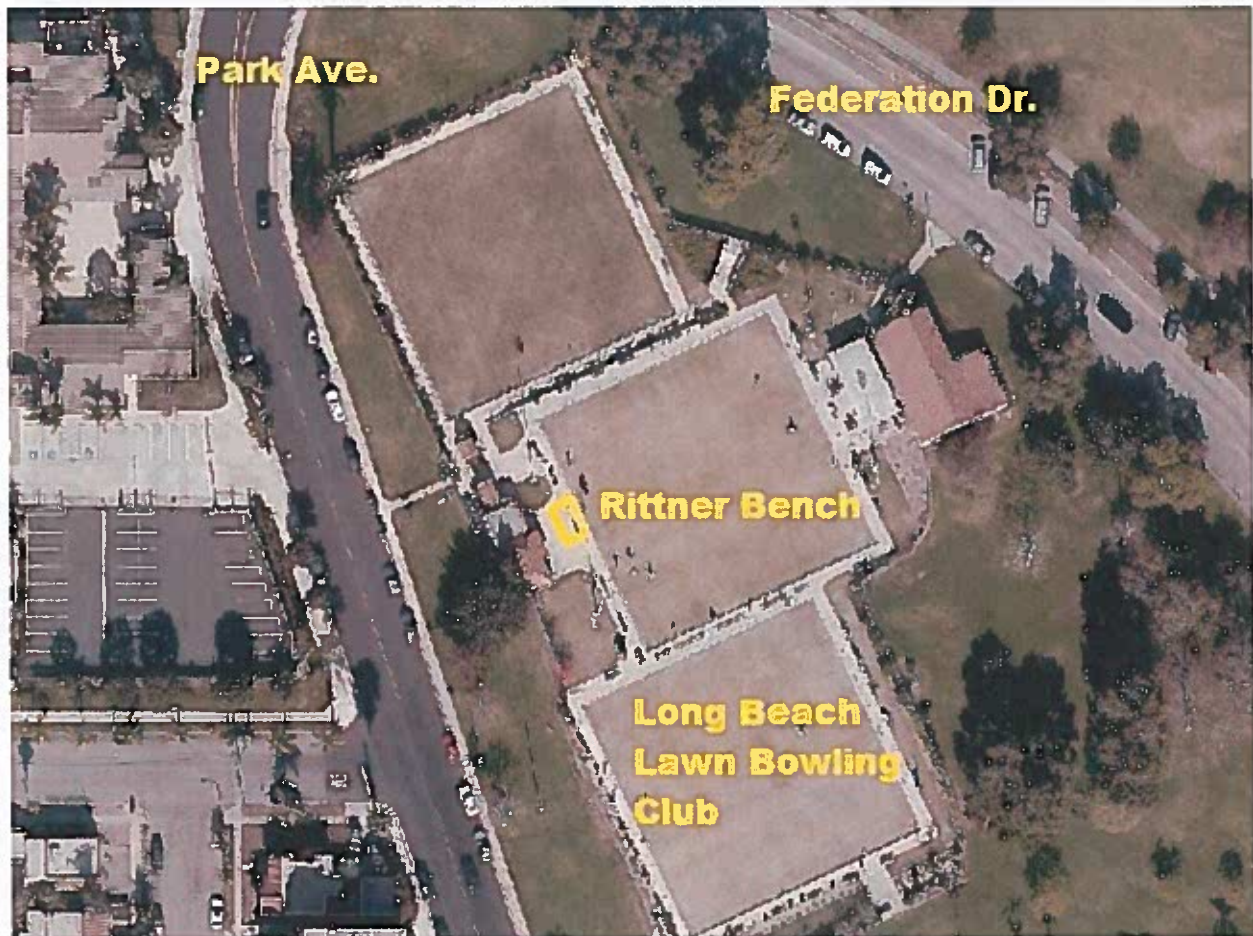 Park Ave.
Federation Dr.
Rittner Bench
Long Beach
Lawn Bowling
Club